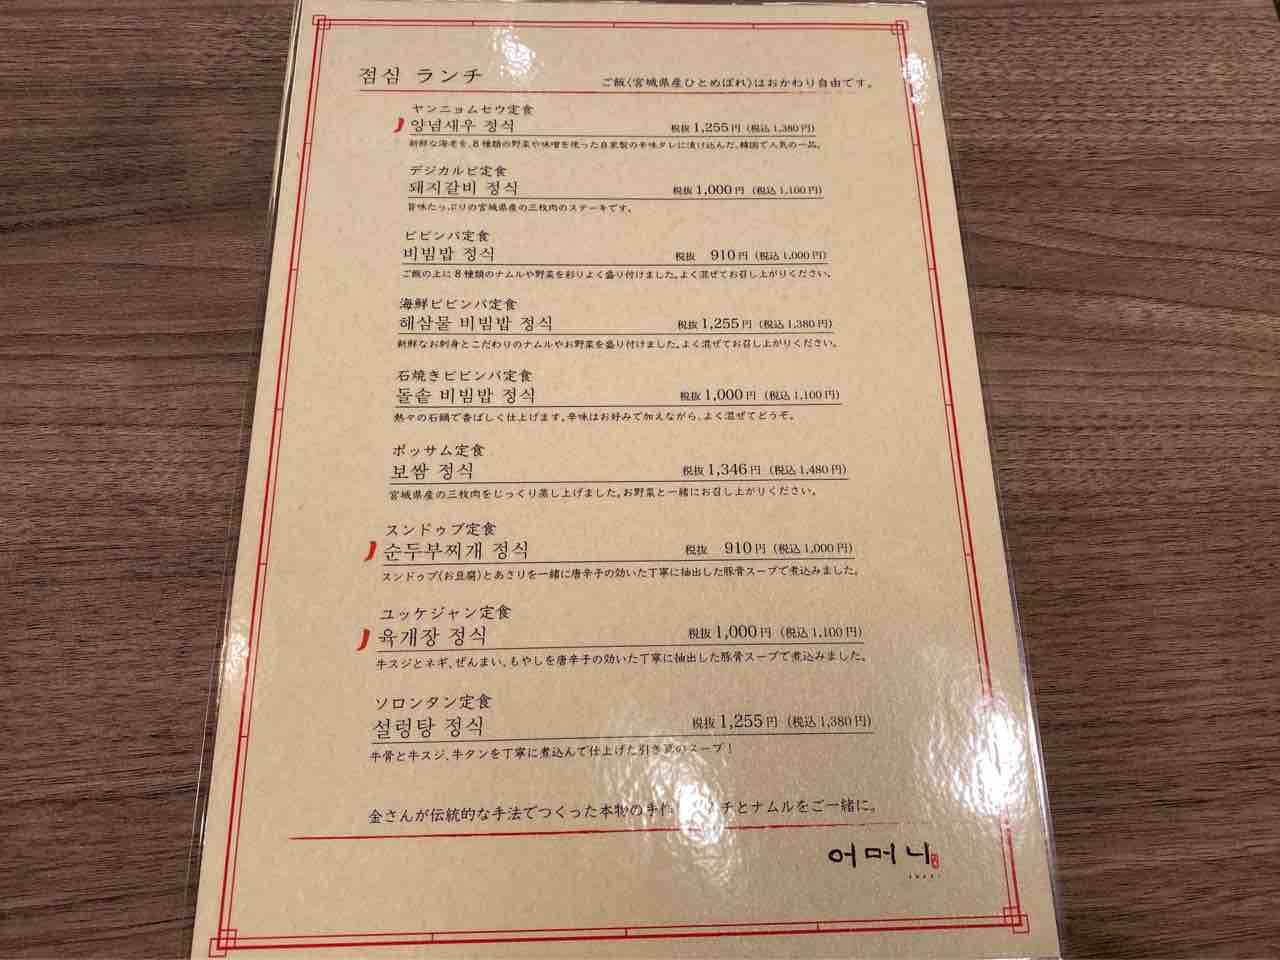 점심 ランチ
ご飯(宮城県産ひとめぼれ)はおかわり自由です。
ヤンニョムセウ定食
양념새우 정식 税抜 1,255円 (税込 1,380円)
新鮮な海老を、8種類の野菜や味噌を使った自家製の辛味タレに漬け込んだ、韓国で人気の一品。
デジカルビ定食
돼지갈비 정식 税抜 1,000円 (税込 1,100円)
旨味たっぷりの宮城県産の三枚肉のステーキです。
ビビンバ定食
비빔밥 정식 税抜 910円 (税込 1,000円)
ご飯の上に8種類のナムルや野菜を彩りよく盛り付けました。よく混ぜてお召し上がりください。
海鮮ビビンバ定食
해삼물 비빔밥 정식 税抜 1,255円 (税込 1,380円)
新鮮なお刺身とこだわりのナムルやお野菜を盛り付けました。よく混ぜてお召し上がりください。
石焼きビビンバ定食
돌솥 비빔밥 정식 税抜 1,000円 (税込 1,100円)
熱々の石鍋で香ばしく仕上げます。辛味はお好みで加えながら、よく混ぜてどうぞ。
ポッサム定食
보쌈 정식 税抜 1,346円 (税込 1,480円)
宮城県産の三枚肉をじっくり蒸し上げました。お野菜と一緒にお召し上がりください。
スンドゥブ定食
순두부찌개 정식 税抜 910円 (税込 1,000円)
スンドゥブ(お豆腐)とあさりを一緒に唐辛子の効いた丁寧に抽出した豚骨スープで煮込みました。
ユッケジャン定食
육개장 정식 税抜 1,000円 (税込 1,100円)
牛スジとネギ、ぜんまい、もやしを唐辛子の効いた丁寧に抽出した豚骨スープで煮込みました。
ソロンタン定食
설렁탕 정식 税抜 1,255円 (税込 1,380円)
牛骨と牛スジ、牛タンを丁寧に煮込んで仕上げた引き のスープ!
金さんが伝統的な手法でつくった本物の手作 チとナムルをご一緒に。
어머니